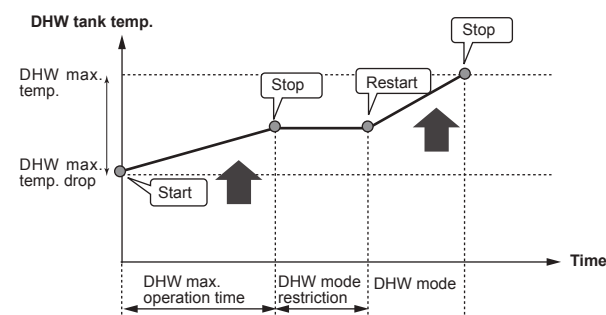 DHW tank temp.
Stop
DHW max.
temp.
Stop
Restart
DHW max.
temp. drop
Start
Time
DHW max.
operation time
DHW mode
restriction
DHW mode